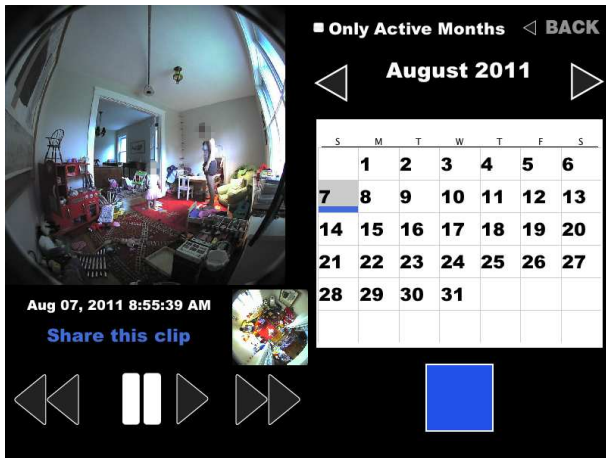 Only Active Months
BACK
August 2011
S M T W T F S
1 2 3 4 5 6
7 8 9 10 11 12 13
14 15 16 17 18 19 20
21 22 23 24 25 26 27
28 29 30 31
Aug 07, 2011 8:55:39 AM
Share this clip